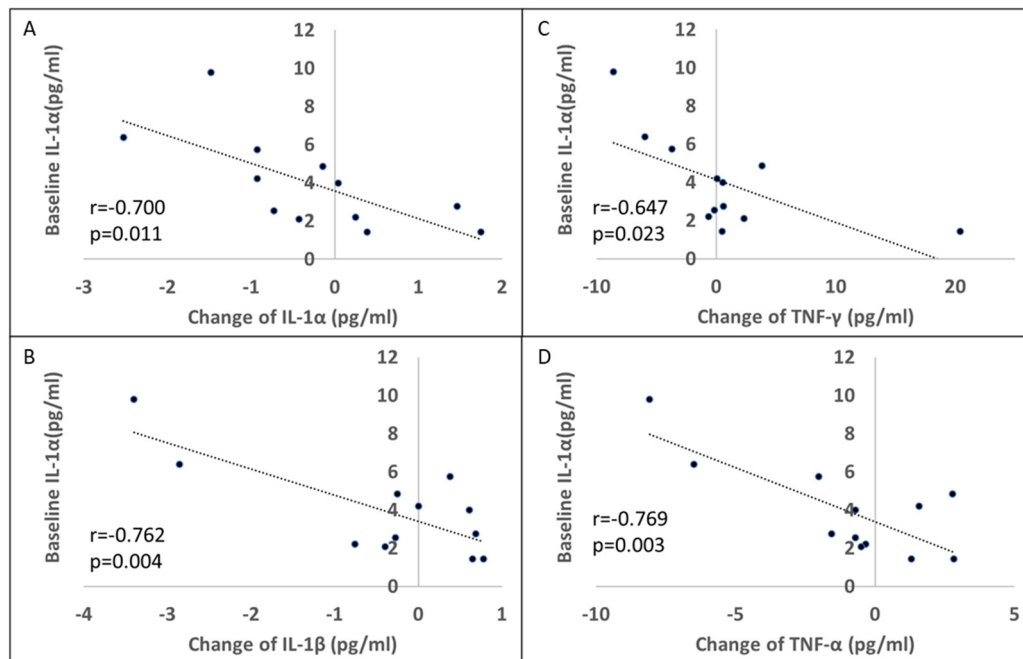 A
Baseline IL-1α(pg/ml)
12
10
8
6
4
2
0
r=-0.700
p=0.011
-3 -2 -1 0 1 2
Change of IL-1α (pg/ml)
C
Baseline IL-1α(pg/ml)
12
10
8
6
4
2
0
r=-0.647
p=0.023
-10 0 10 20
Change of TNF-γ (pg/ml)
B
Baseline IL-1α(pg/ml)
12
10
8
6
4
2
0
r=-0.762
p=0.004
-4 -3 -2 -1 0 1
Change of IL-1β (pg/ml)
D
Baseline IL-1α(pg/ml)
12
10
8
6
4
2
0
r=-0.769
p=0.003
-10 -5 0 5
Change of TNF-α (pg/ml)